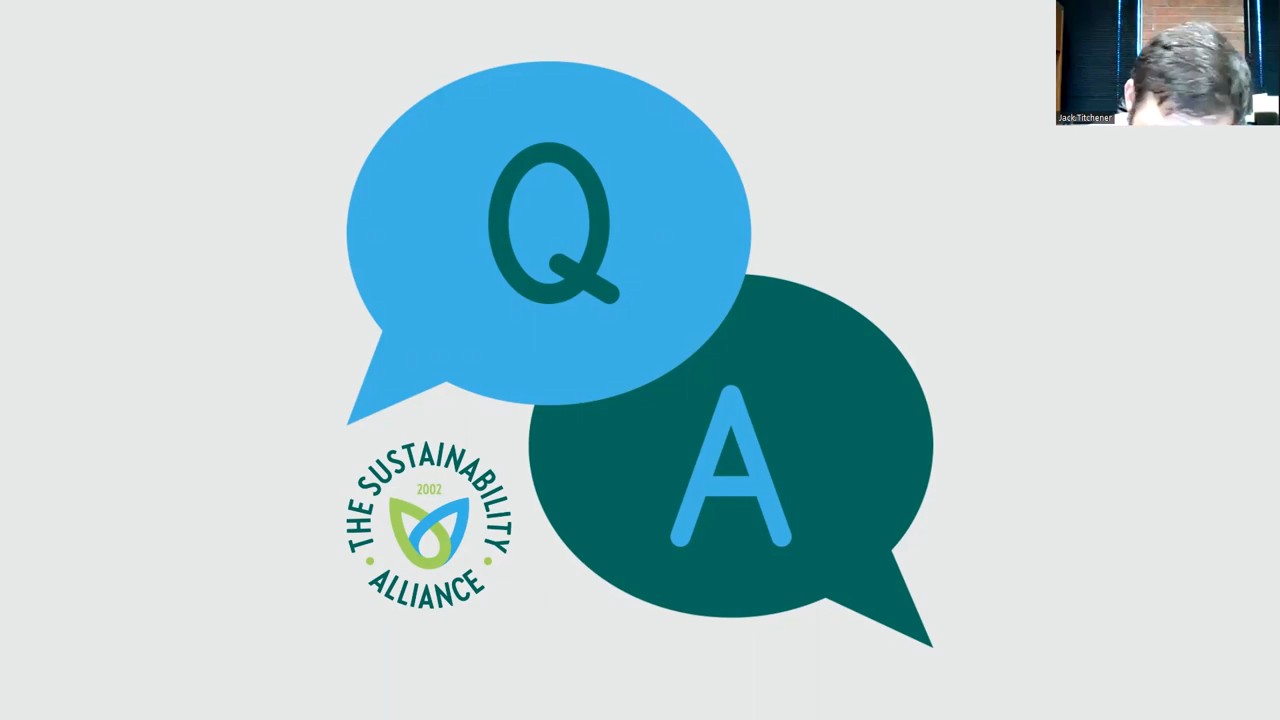 Jack Titchener
Q
A
THE SUSTAINABILITY
2002
ALLIANCE